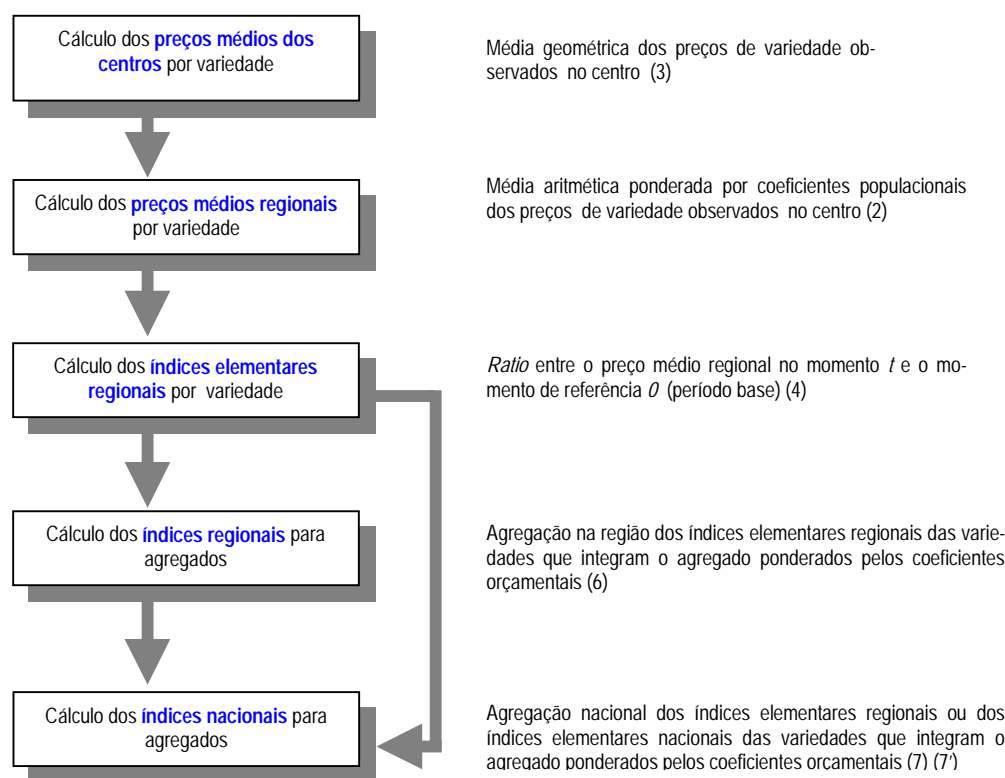 Cálculo dos preços médios dos
centros por variedade
Média geométrica dos preços de variedade ob-
servados no centro (3)
Cálculo dos preços médios regionais
por variedade
Média aritmética ponderada por coeficientes populacionais
dos preços de variedade observados no centro (2)
Cálculo dos índices elementares
regionais por variedade
Ratio entre o preço médio regional no momento t e o mo-
mento de referência 0 (período base) (4)
Cálculo dos índices regionais para
agregados
Agregação na região dos índices elementares regionais das varie-
dades que integram o agregado ponderados pelos coeficientes
orçamentais (6)
Cálculo dos índices nacionais para
agregados
Agregação nacional dos índices elementares regionais ou dos
índices elementares nacionais das variedades que integram o
agregado ponderados pelos coeficientes orçamentais (7) (7')